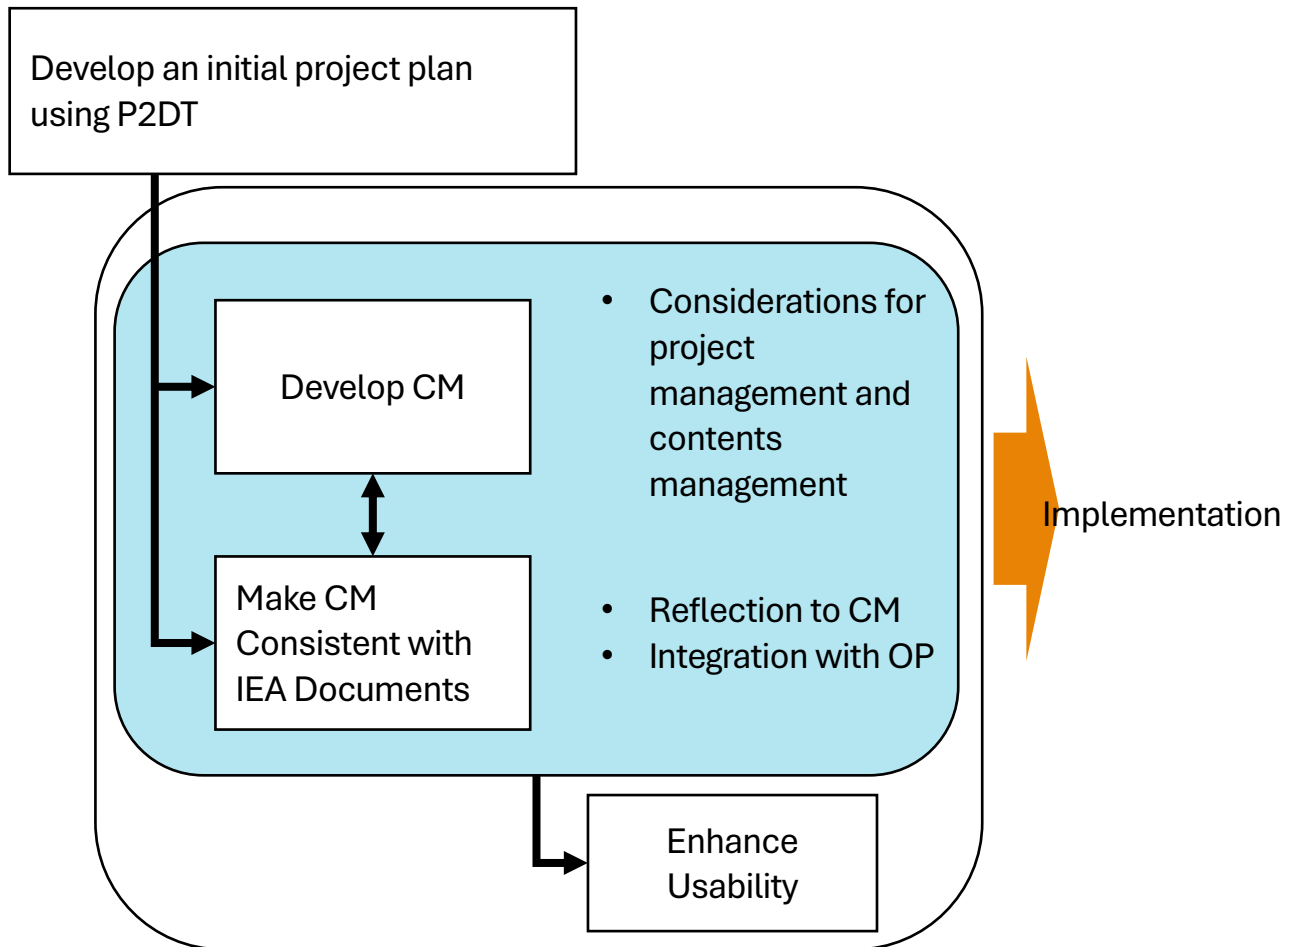 Develop an initial project plan
using P2DT
Develop CM
• Considerations for
project
management and
contents
management
Implementation
Make CM
Consistent with
IEA Documents
• Reflection to CM
• Integration with OP
Enhance
Usability